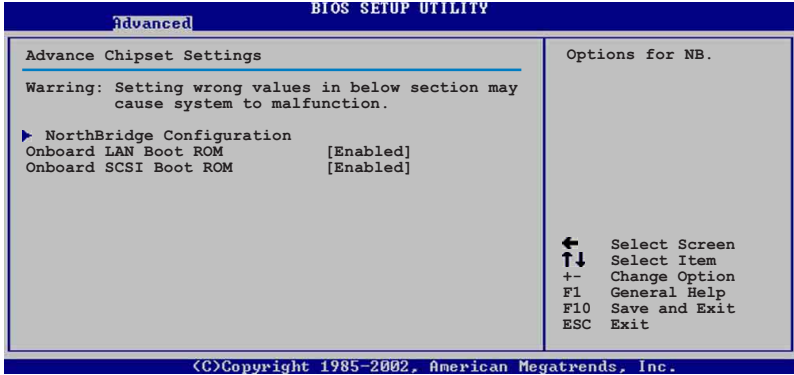 BIOS SETUP UTILITY
Advanced
Advance Chipset Settings
Warring: Setting wrong values in below section may
cause system to malfunction.
NorthBridge Configuration
Onboard LAN Boot ROM [Enabled]
Onboard SCSI Boot ROM [Enabled]
Options for NB.
← Select Screen
↑↓ Select Item
+- Change Option
F1 General Help
F10 Save and Exit
ESC Exit
(C)Copyright 1985-2002, American Megatrends, Inc.